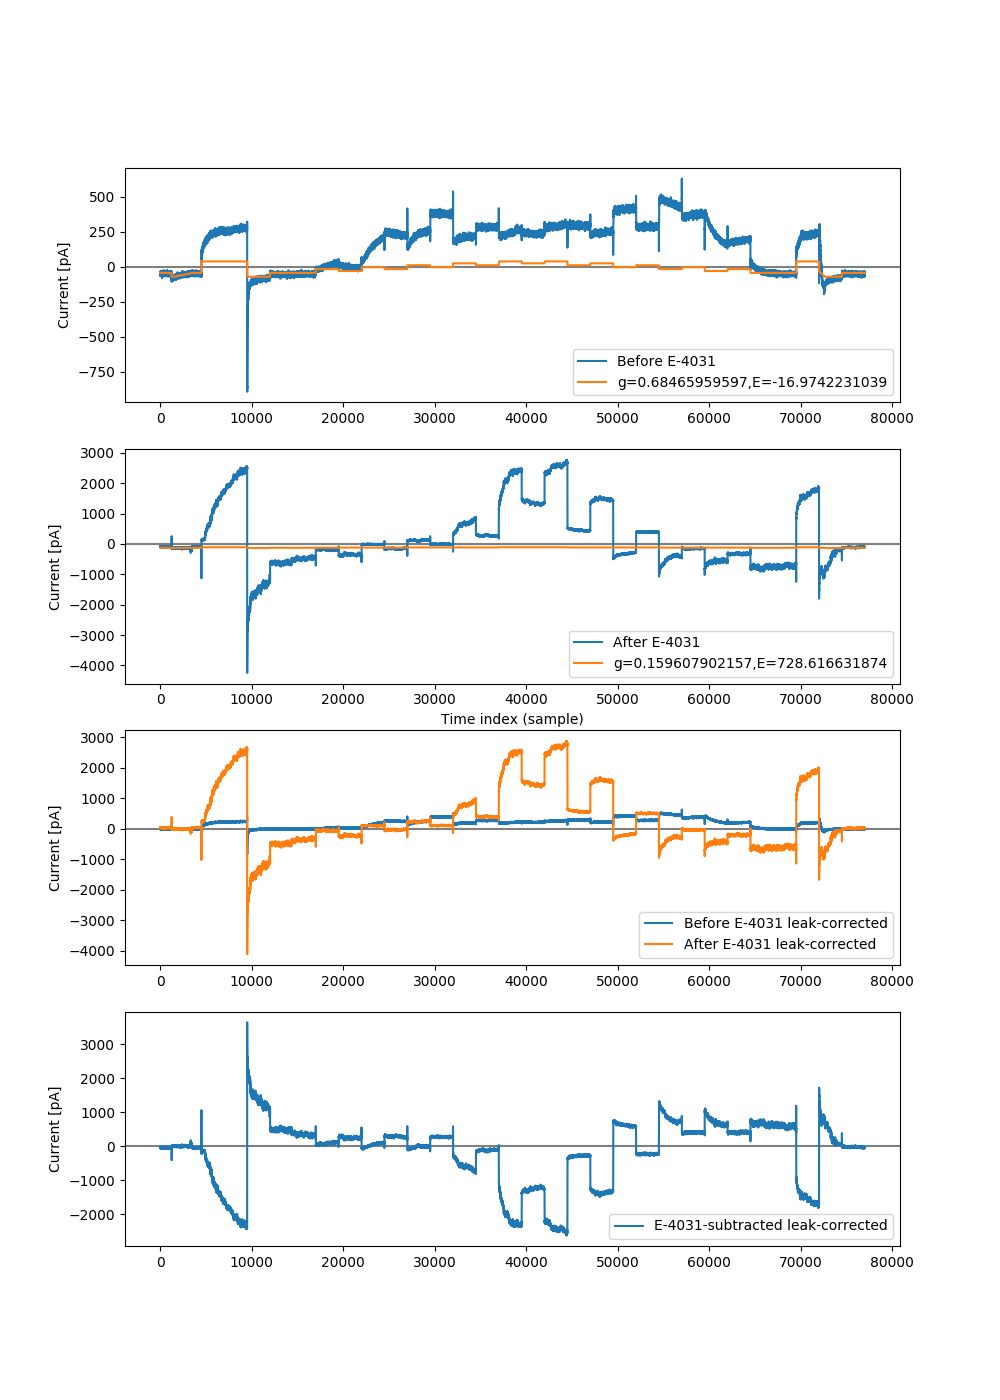 500
250
0
−250
−500
−750
Current [pA]
Before E-4031
g=0.68465959597,E=-16.9742231039
0 10000 20000 30000 40000 50000 60000 70000 80000
3000
2000
1000
0
−1000
−2000
−3000
−4000
Current [pA]
After E-4031
g=0.159607902157,E=728.616631874
0 10000 20000 30000 40000 50000 60000 70000 80000
Time index (sample)
3000
2000
1000
0
−1000
−2000
−3000
−4000
Current [pA]
Before E-4031 leak-corrected
After E-4031 leak-corrected
0 10000 20000 30000 40000 50000 60000 70000 80000
3000
2000
1000
0
−1000
−2000
Current [pA]
E-4031-subtracted leak-corrected
0 10000 20000 30000 40000 50000 60000 70000 80000